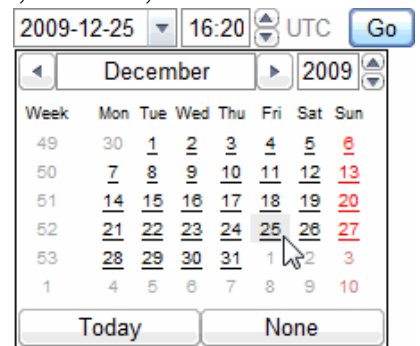 2009-12-25 16:20 UTC Go
December 2009
Week Mon Tue Wed Thu Fri Sat Sun
49 30 1 2 3 4 5 6
50 7 8 9 10 11 12 13
51 14 15 16 17 18 19 20
52 21 22 23 24 25 26 27
53 28 29 30 31 1 2 3
1 4 5 6 7 8 9 10
Today None